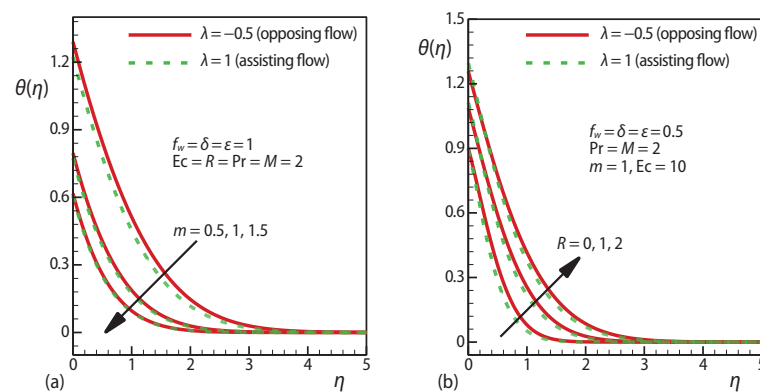 λ = −0.5 (opposing flow)
λ = 1 (assisting flow)
θ(η)
1.2
0.9
0.6
0.3
0
f_w = δ = ε = 1
Ec = R = Pr = M = 2
m = 0.5, 1, 1.5
0 1 2 3 4 5
(a)
η
λ = −0.5 (opposing flow)
λ = 1 (assisting flow)
θ(η)
1.5
1.2
0.9
0.6
0.3
0
f_w = δ = ε = 0.5
Pr = M = 2
m = 1, Ec = 10
R = 0, 1, 2
0 1 2 3 4 5
(b)
η